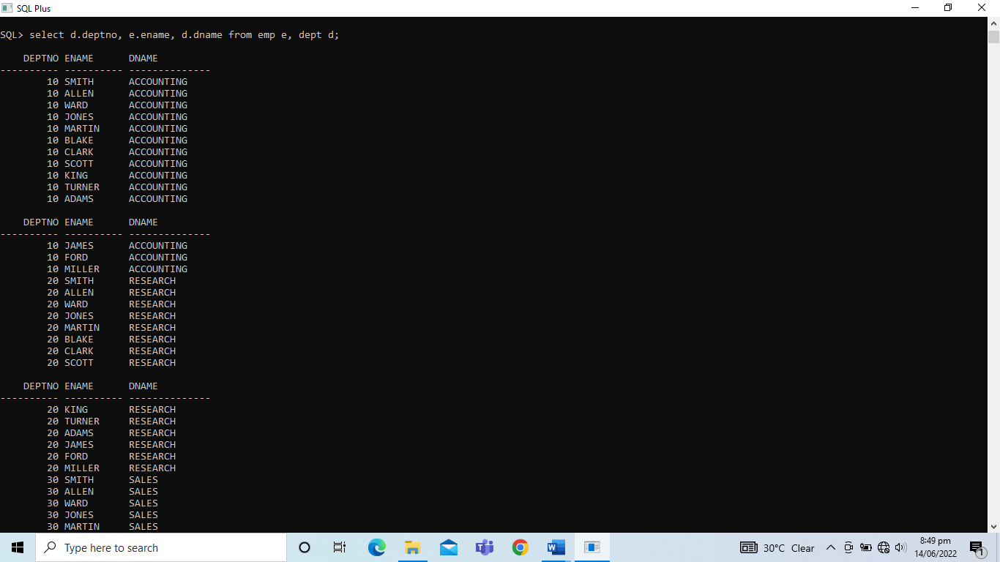 SQL Plus
SQL> select d.deptno, e.ename, d.dname from emp e, dept d;
DEPTNO ENAME DNAME
---------- ---------- --------------
10 SMITH ACCOUNTING
10 ALLEN ACCOUNTING
10 WARD ACCOUNTING
10 JONES ACCOUNTING
10 MARTIN ACCOUNTING
10 BLAKE ACCOUNTING
10 CLARK ACCOUNTING
10 SCOTT ACCOUNTING
10 KING ACCOUNTING
10 TURNER ACCOUNTING
10 ADAMS ACCOUNTING
DEPTNO ENAME DNAME
---------- ---------- --------------
10 JAMES ACCOUNTING
10 FORD ACCOUNTING
10 MILLER ACCOUNTING
20 SMITH RESEARCH
20 ALLEN RESEARCH
20 WARD RESEARCH
20 JONES RESEARCH
20 MARTIN RESEARCH
20 BLAKE RESEARCH
20 CLARK RESEARCH
20 SCOTT RESEARCH
DEPTNO ENAME DNAME
---------- ---------- --------------
20 KING RESEARCH
20 TURNER RESEARCH
20 ADAMS RESEARCH
20 JAMES RESEARCH
20 FORD RESEARCH
20 MILLER RESEARCH
30 SMITH SALES
30 ALLEN SALES
30 WARD SALES
30 JONES SALES
30 MARTIN SALES
Type here to search
30°C Clear
8:49 pm
14/06/2022
1